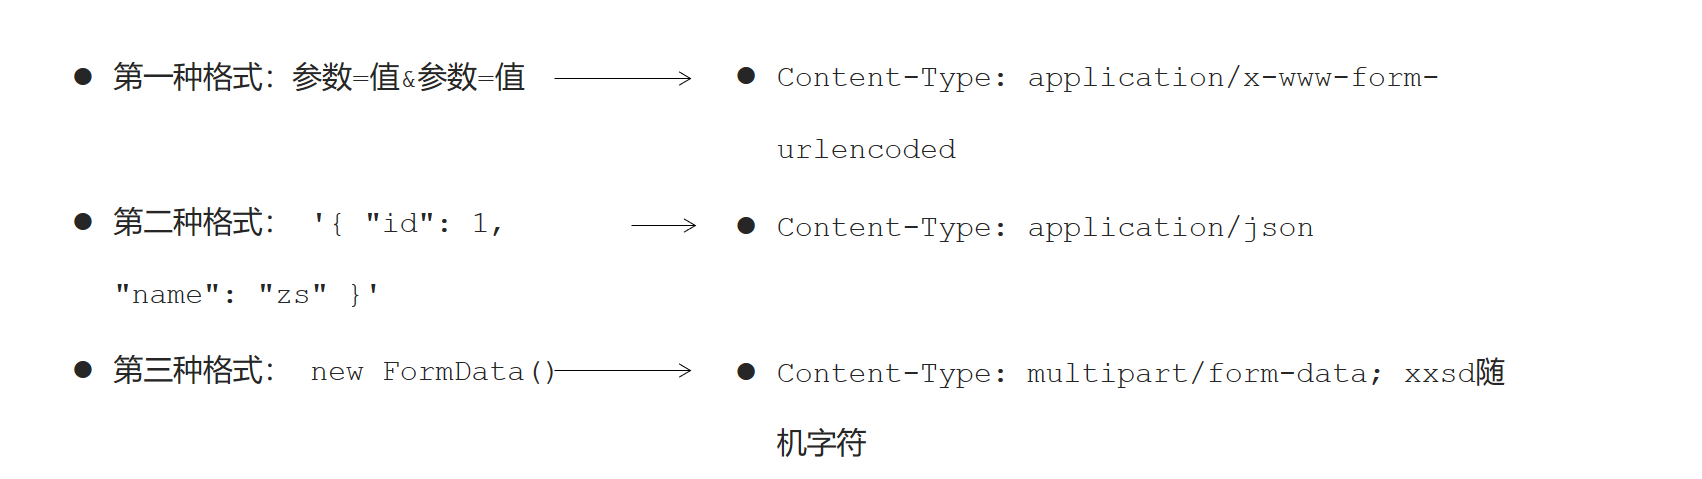 ● 第一种格式：参数=值&参数=值
● Content-Type: application/x-www-form-
urlencoded
● 第二种格式： '{ "id": 1,
"name": "zs" }'
● Content-Type: application/json
● 第三种格式： new FormData()
● Content-Type: multipart/form-data; xxsd随
机字符